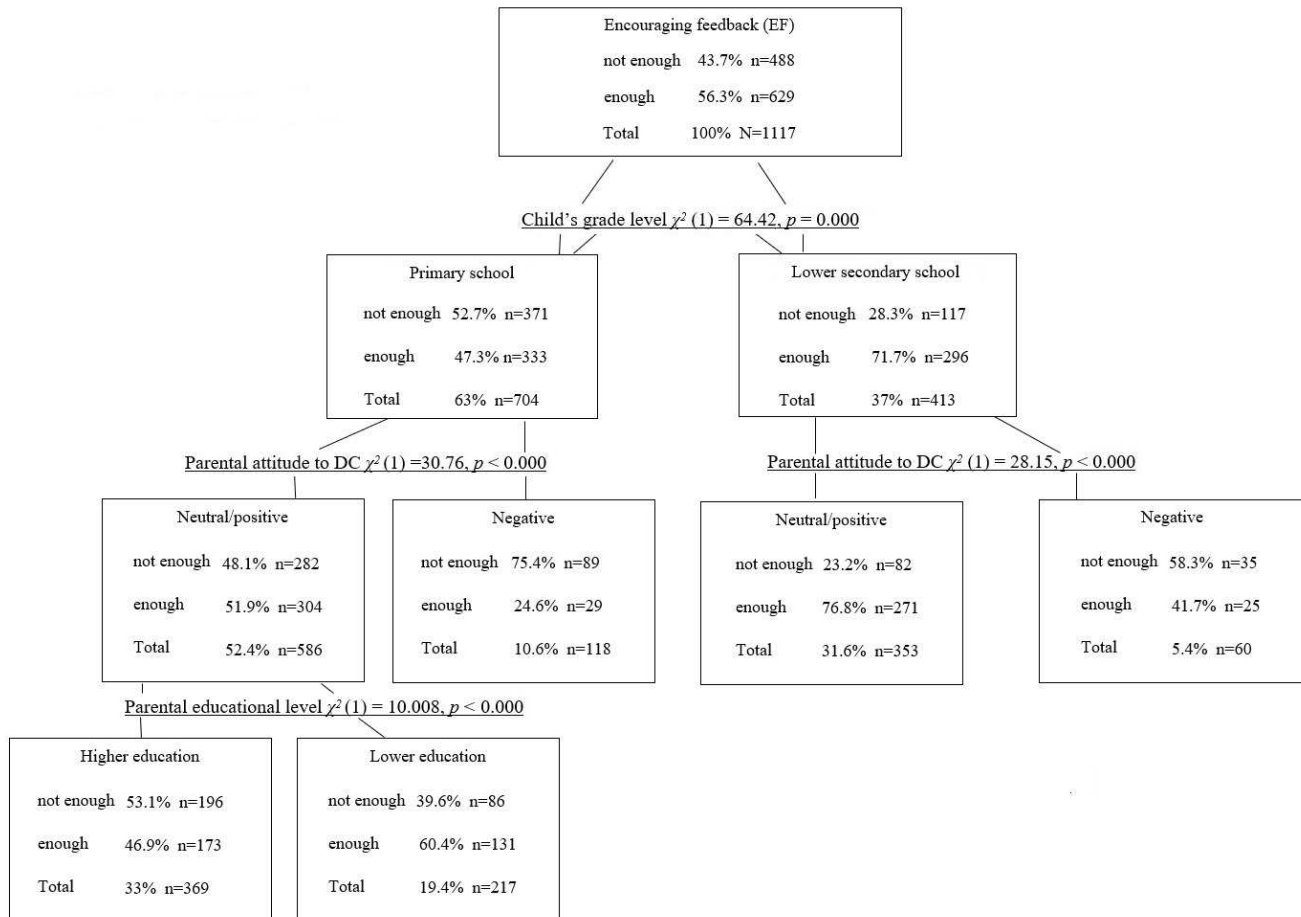 Encouraging feedback (EF)
not enough 43.7% n=488
enough 56.3% n=629
Total 100% N=1117
Child’s grade level χ² (1) = 64.42, p = 0.000
Primary school
not enough 52.7% n=371
enough 47.3% n=333
Total 63% n=704
Lower secondary school
not enough 28.3% n=117
enough 71.7% n=296
Total 37% n=413
Parental attitude to DC χ² (1) =30.76, p < 0.000
Parental attitude to DC χ² (1) = 28.15, p < 0.000
Neutral/positive
not enough 48.1% n=282
enough 51.9% n=304
Total 52.4% n=586
Negative
not enough 75.4% n=89
enough 24.6% n=29
Total 10.6% n=118
Neutral/positive
not enough 23.2% n=82
enough 76.8% n=271
Total 31.6% n=353
Negative
not enough 58.3% n=35
enough 41.7% n=25
Total 5.4% n=60
Parental educational level χ² (1) = 10.008, p < 0.000
Higher education
not enough 53.1% n=196
enough 46.9% n=173
Total 33% n=369
Lower education
not enough 39.6% n=86
enough 60.4% n=131
Total 19.4% n=217